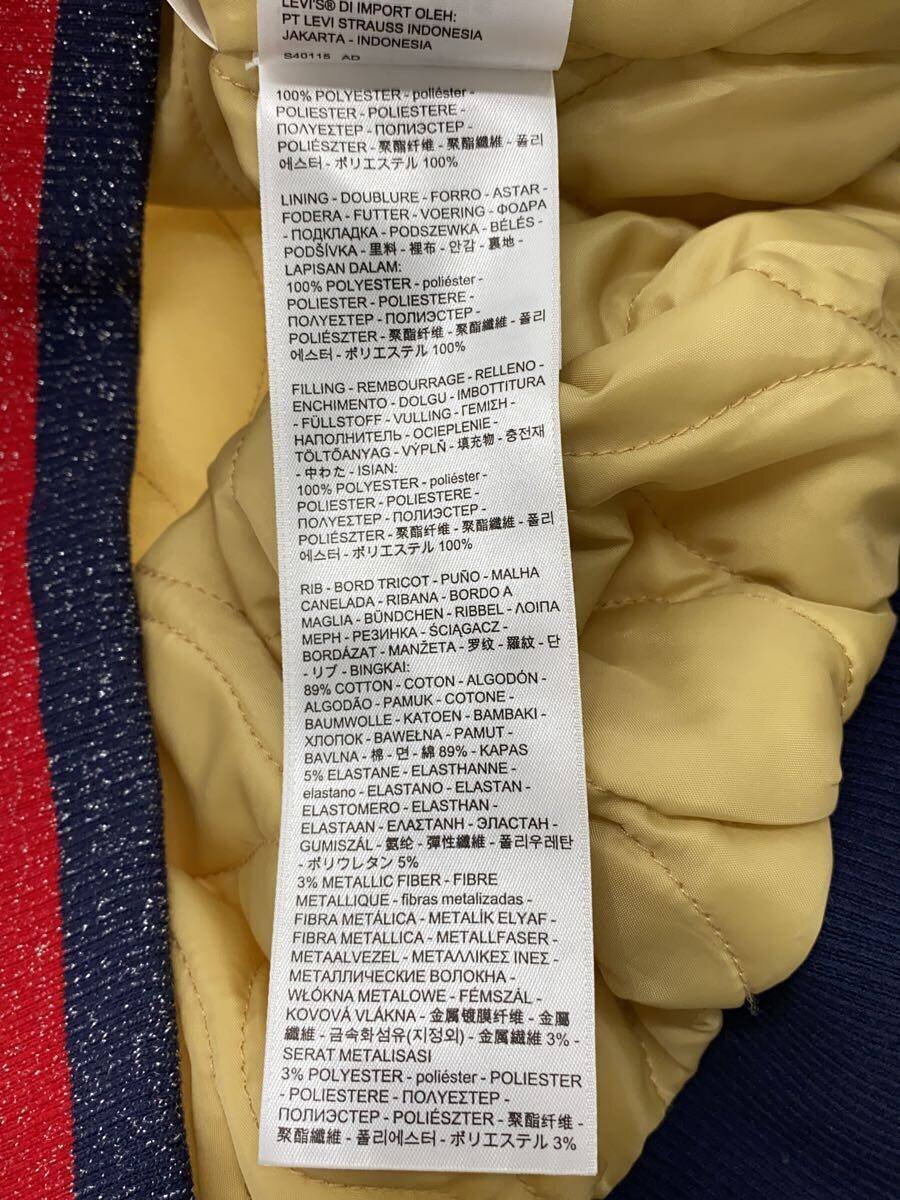 LEVI'S® DI IMPORT OLEH:
PT LEVI STRAUSS INDONESIA
JAKARTA - INDONESIA
S40115 AD
100% POLYESTER - poliéster -
POLIESTER - POLIESTERE -
ΠΟΛΥΕΣΤΕΡ - ПОЛИЭСТЕР -
POLIÉSZTER - 聚酯纤维 - 聚酯纖維 - 폴리
에스터 - ポリエステル 100%
LINING - DOUBLURE - FORRO - ASTAR -
FODERA - FUTTER - VOERING - ΦΟΔΡΑ
- ПОДКЛАДКА - PODSZEWKA - BÉLÉS -
PODŠÍVKA - 里料 - 裡布 - 안감 - 裏地 -
LAPISAN DALAM:
100% POLYESTER - poliéster -
POLIESTER - POLIESTERE -
ΠΟΛΥΕΣΤΕΡ - ПОЛИЭСТЕР -
POLIÉSZTER - 聚酯纤维 - 聚酯纖維 - 폴리
에스터 - ポリエステル 100%
FILLING - REMBOURRAGE - RELLENO -
ENCHIMENTO - DOLGU - IMBOTTITURA
- FÜLLSTOFF - VULLING - ΓΕΜΙΣΗ -
НАПОЛНИТЕЛЬ - OCIEPLENIE -
TÖLTŐANYAG - VÝPLŇ - 填充物 - 충전재
- 中わた - ISIAN:
100% POLYESTER - poliéster -
POLIESTER - POLIESTERE -
ΠΟΛΥΕΣΤΕΡ - ПОЛИЭСТЕР -
POLIÉSZTER - 聚酯纤维 - 聚酯纖維 - 폴리
에스터 - ポリエステル 100%
RIB - BORD TRICOT - PUÑO - MALHA
CANELADA - RIBANA - BORDO A
MAGLIA - BÜNDCHEN - RIBBEL - ΛΟΙΠΑ
ΜΕΡΗ - РЕЗИНКА - ŚCIĄGACZ -
BORDÁZAT - MANŽETA - 罗纹 - 羅紋 - 단
- リブ - BINGKAI:
89% COTTON - COTON - ALGODÓN -
ALGODÃO - PAMUK - COTONE -
BAUMWOLLE - KATOEN - BAMBAKI -
ХЛОПОК - BAWEŁNA - PAMUT -
BAVLNA - 棉 - 면 - 綿 89% - KAPAS
5% ELASTANE - ELASTHANNE -
elastano - ELASTANO - ELASTAN -
ELASTOMERO - ELASTHAN -
ELASTAAN - ΕΛΑΣΤΑΝΗ - ЭЛАСТАН -
GUMISZÁL - 氨纶 - 彈性纖維 - 폴리우레탄
- ポリウレタン 5%
3% METALLIC FIBER - FIBRE
METALLIQUE - fibras metalizadas -
FIBRA METÁLICA - METALİK ELYAF -
FIBRA METALLICA - METALLFASER -
METAALVEZEL - ΜΕΤΑΛΛΙΚΕΣ ΙΝΕΣ -
МЕТАЛЛИЧЕСКИЕ ВОЛОКНА -
WŁÓKNA METALOWE - FÉMSZÁL -
KOVOVÁ VLÁKNA - 金属镀膜纤维 - 金屬
纖維 - 금속화섬유(지정외) - 金属繊維 3% -
SERAT METALISASI
3% POLYESTER - poliéster - POLIESTER
- POLIESTERE - ΠΟΛΥΕΣΤΕΡ -
ПОЛИЭСТЕР - POLIÉSZTER - 聚酯纤维 -
聚酯纖維 - 폴리에스터 - ポリエステル 3%